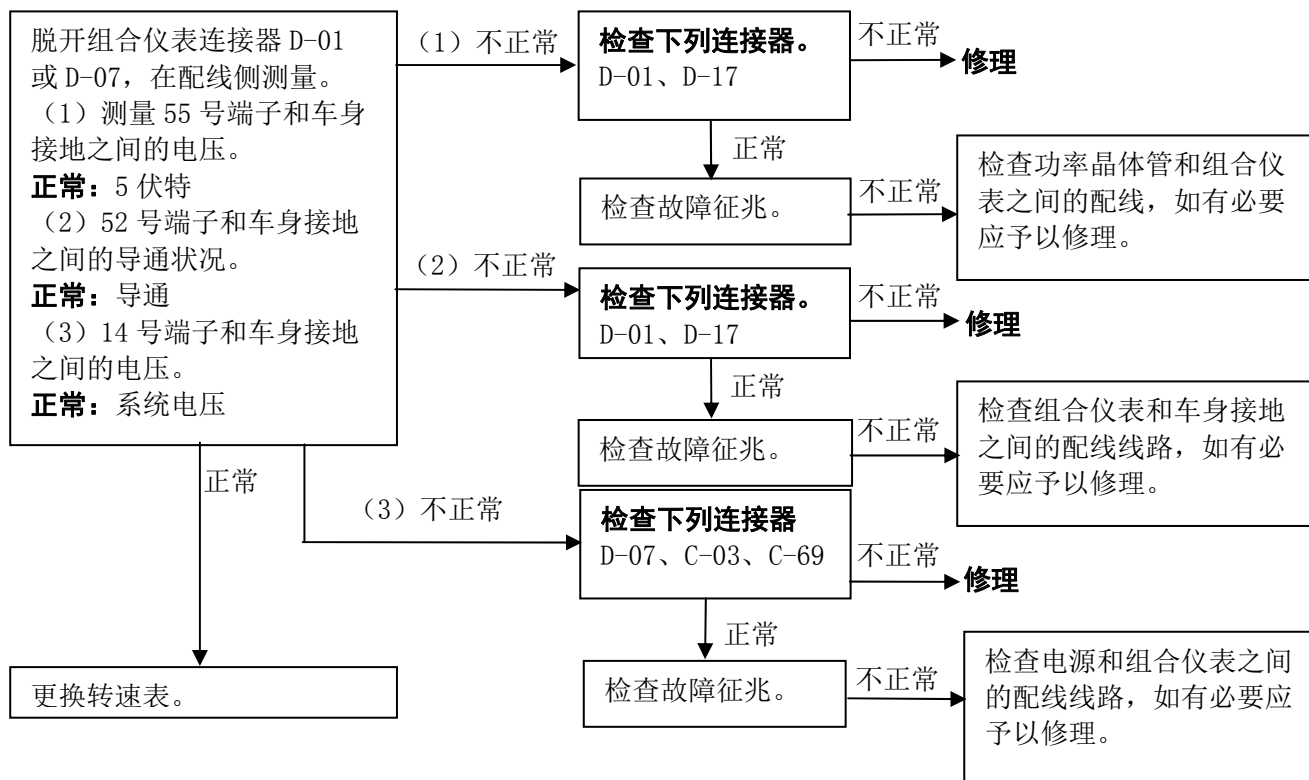 脱开组合仪表连接器 D-01
或 D-07，在配线侧测量。
（1）测量 55 号端子和车身
接地之间的电压。
正常：5 伏特
（2）52 号端子和车身接地
之间的导通状况。
正常：导通
（3）14 号端子和车身接地
之间的电压。
正常：系统电压
（1）不正常
检查下列连接器。
D-01、D-17
不正常
修理
正常
检查故障征兆。
不正常
检查功率晶体管和组合仪
表之间的配线，如有必要
应予以修理。
（2）不正常
检查下列连接器。
D-01、D-17
不正常
修理
正常
检查故障征兆。
不正常
检查组合仪表和车身接地
之间的配线线路，如有必
要应予以修理。
正常
（3）不正常
检查下列连接器
D-07、C-03、C-69
不正常
修理
正常
检查故障征兆。
不正常
检查电源和组合仪表之间
的配线线路，如有必要应
予以修理。
更换转速表。